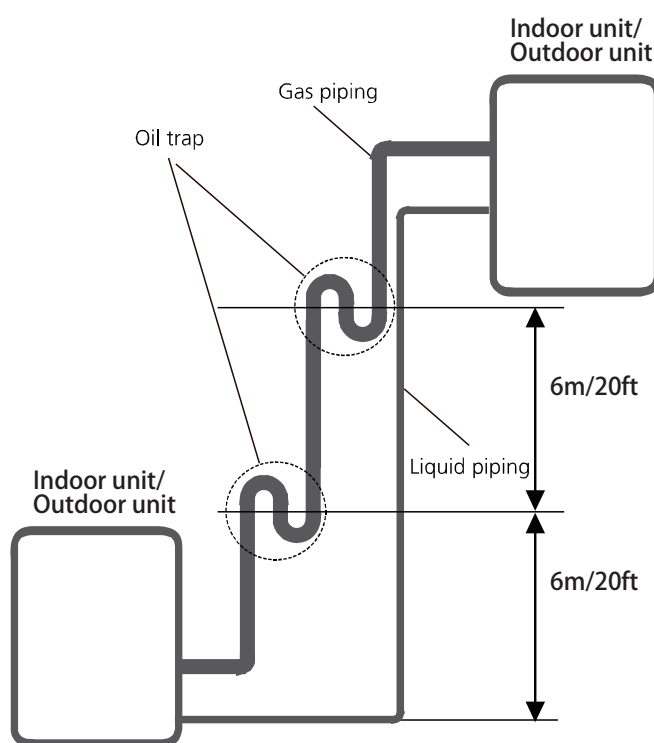 Indoor unit/
Outdoor unit
Gas piping
Oil trap
6m/20ft
Liquid piping
Indoor unit/
Outdoor unit
6m/20ft